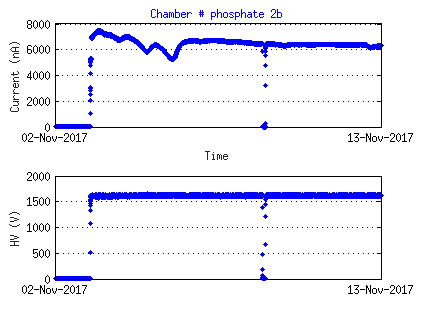 Chamber # phosphate 2b
8000
6000
4000
2000
0
Current (nA)
02-Nov-2017
13-Nov-2017
Time
2000
1500
1000
500
0
HV (V)
02-Nov-2017
13-Nov-2017